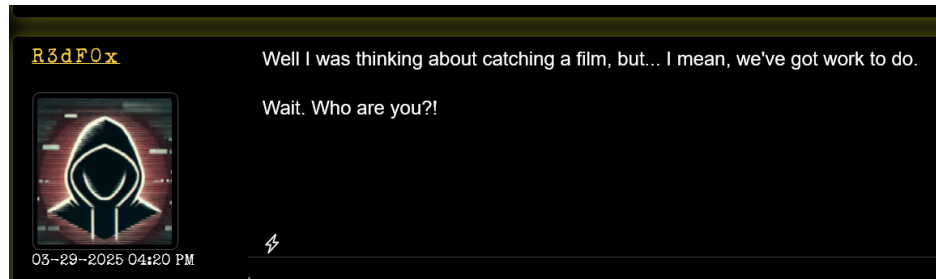 R3dF0x
Well I was thinking about catching a film, but... I mean, we've got work to do.
Wait. Who are you?!
03-29-2025 04:20 PM